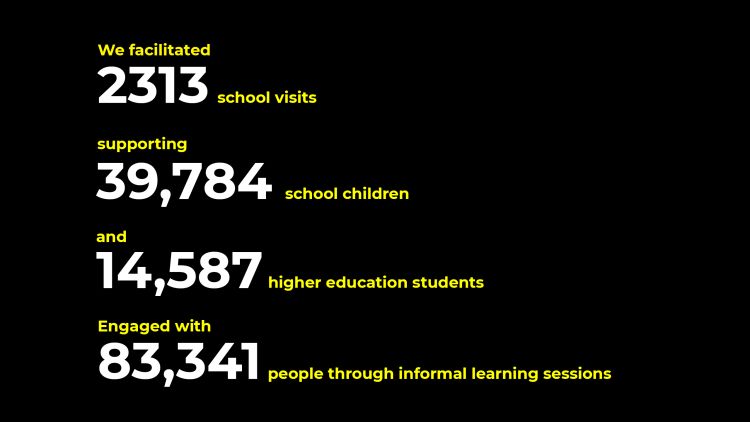 We facilitated
2313 school visits
supporting
39,784 school children
and
14,587 higher education students
Engaged with
83,341 people through informal learning sessions